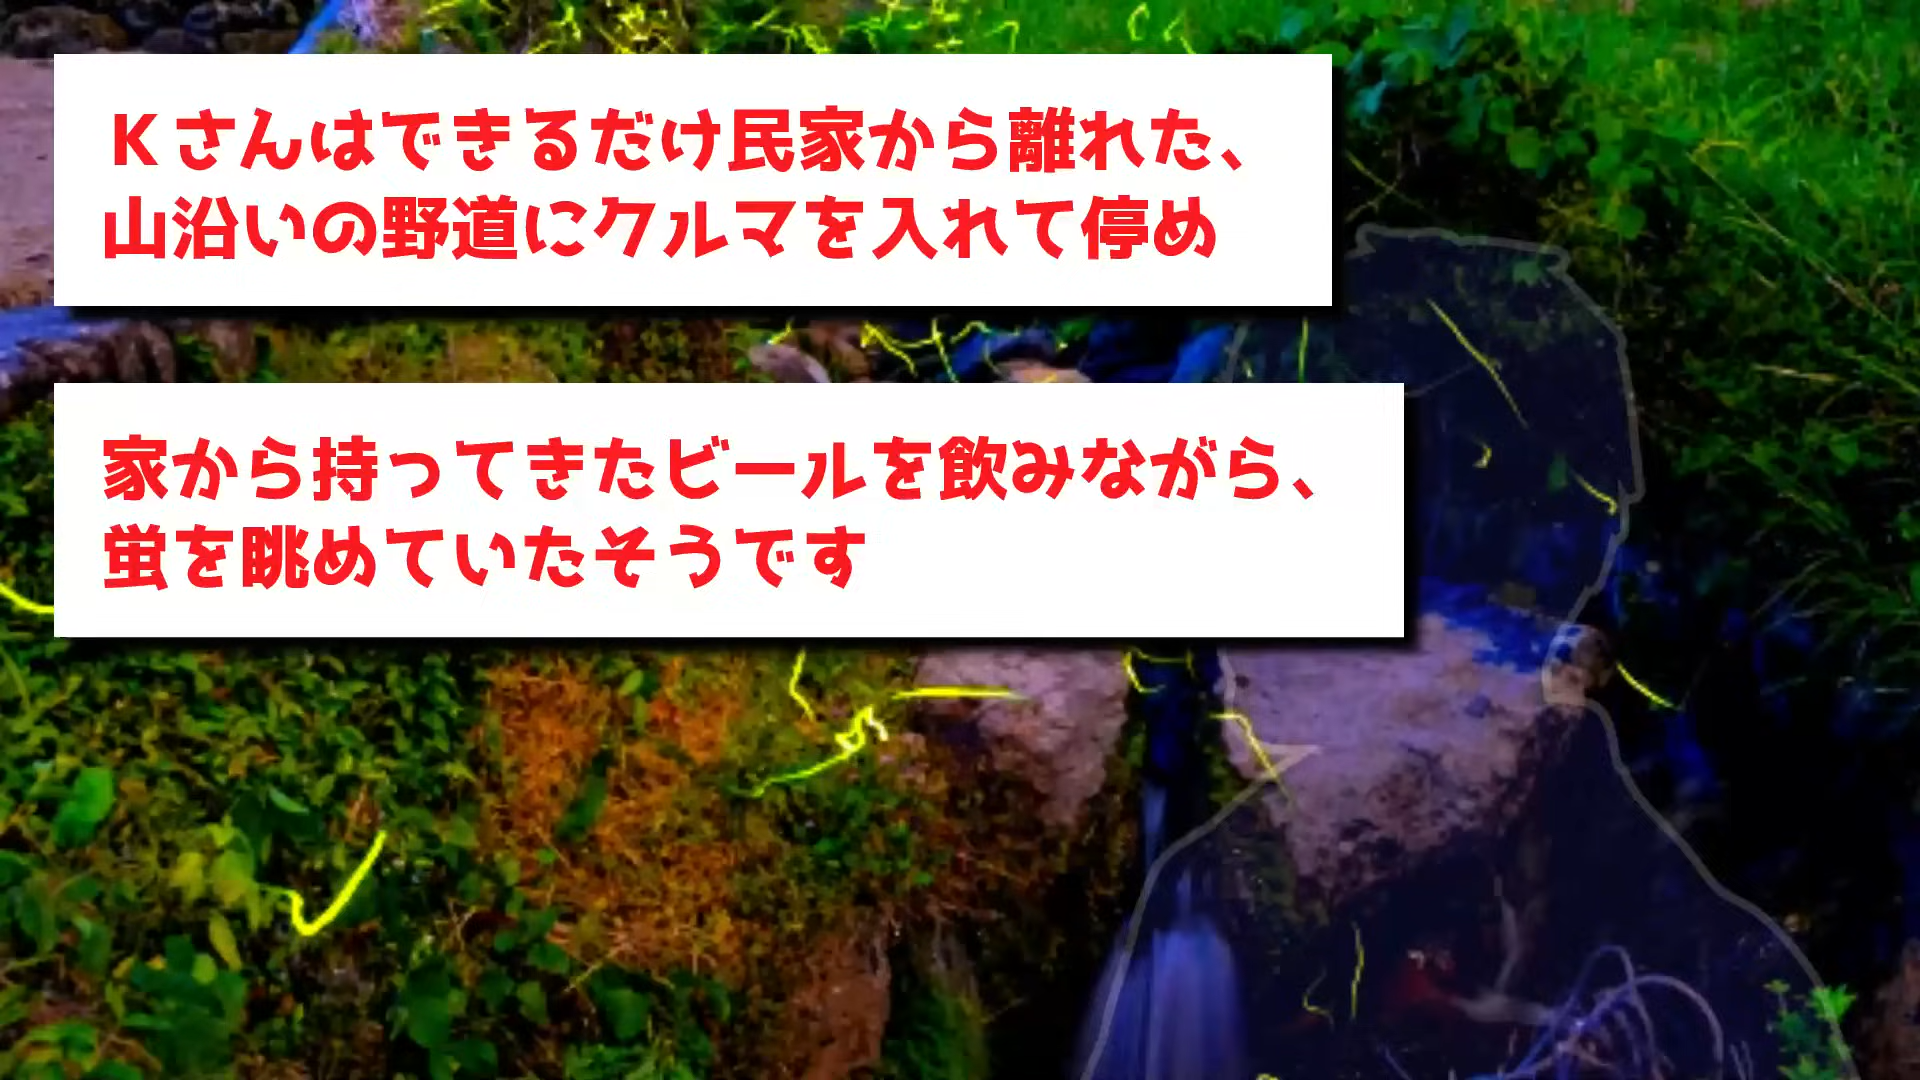 Ｋさんはできるだけ民家から離れた、
山沿いの野道にクルマを入れて停め
家から持ってきたビールを飲みながら、
蛍を眺めていたそうです